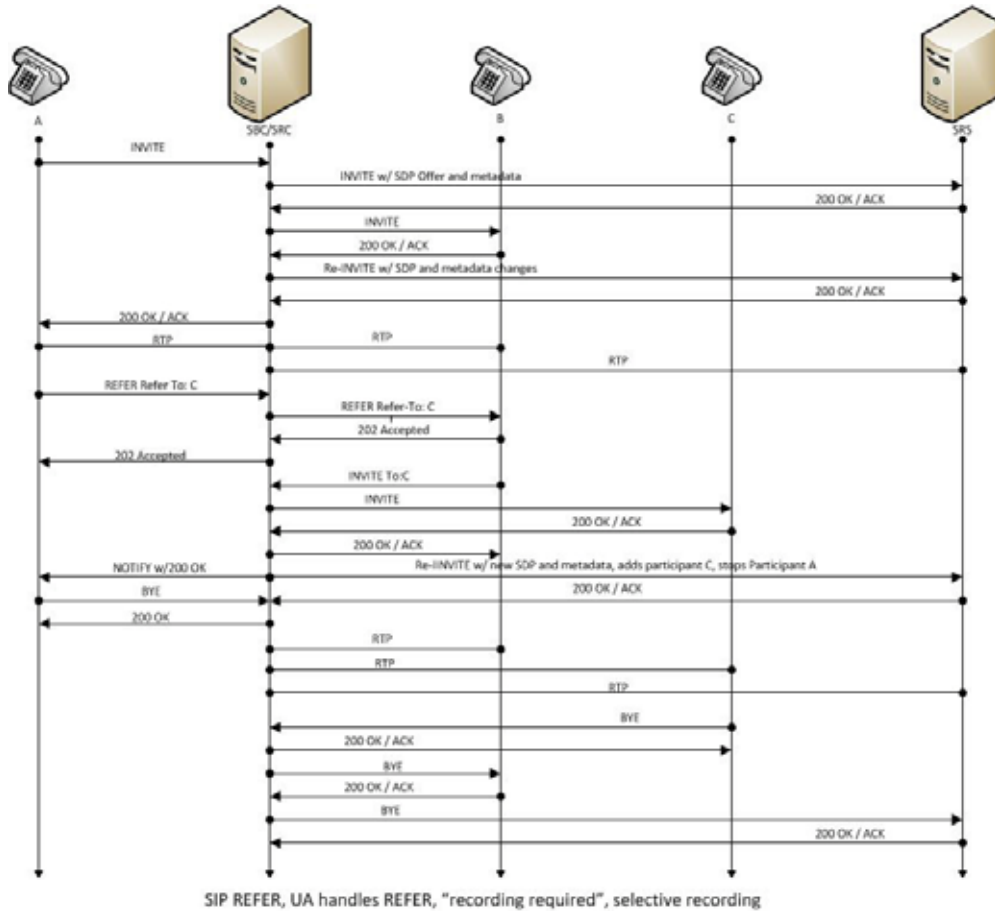 A
SBC/SRC
B
C
SRS
INVITE
INVITE w/ SDP Offer and metadata
200 OK / ACK
INVITE
200 OK / ACK
Re-INVITE w/ SDP and metadata changes
200 OK / ACK
200 OK / ACK
RTP
RTP
RTP
REFER Refer To: C
REFER Refer-To: C
202 Accepted
202 Accepted
INVITE To:C
INVITE
200 OK / ACK
200 OK / ACK
NOTIFY w/200 OK
Re-IINVITE w/ new SDP and metadata, adds participant C, stops Participant A
BYE
200 OK / ACK
200 OK
RTP
RTP
RTP
BYE
200 OK / ACK
BYE
200 OK / ACK
BYE
200 OK / ACK
SIP REFER, UA handles REFER, “recording required”, selective recording